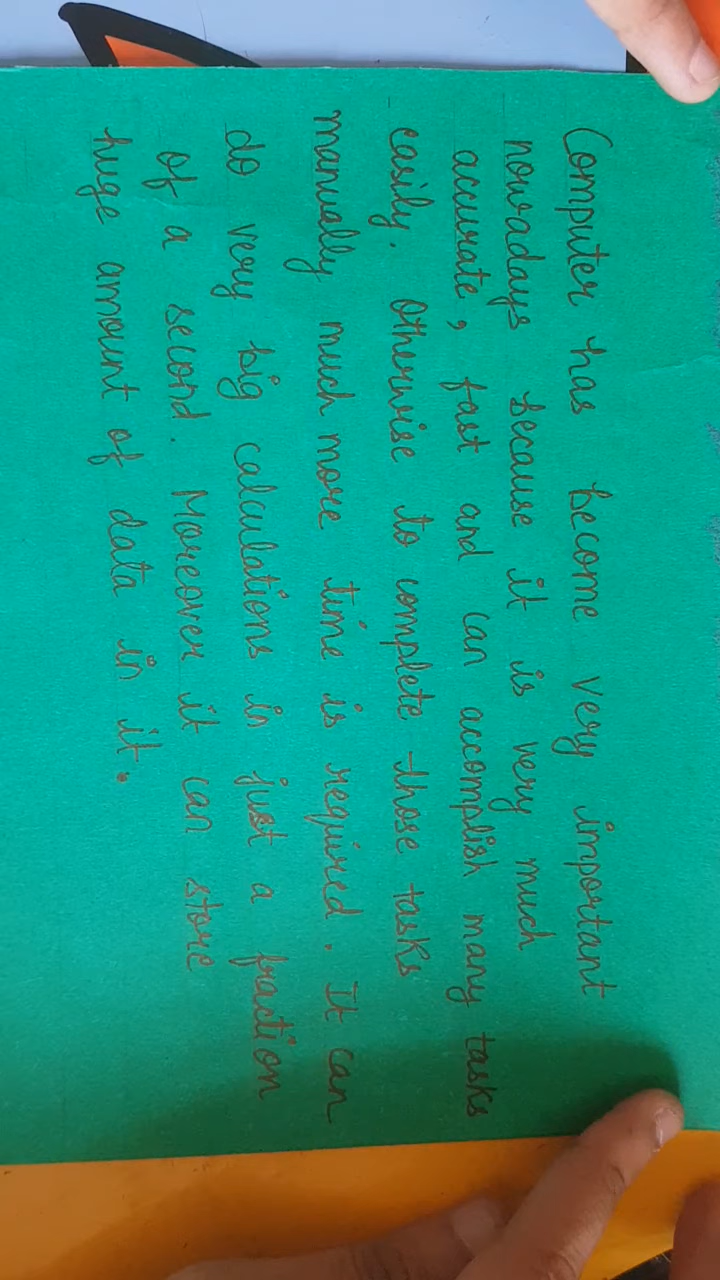 Computer has become very important
nowadays because it is very much
accurate, fast and can accomplish many tasks
easily. Otherwise to complete those tasks
manually much more time is required. It can
do very big calculations in just a fraction
of a second. Moreover it can store
huge amount of data in it.